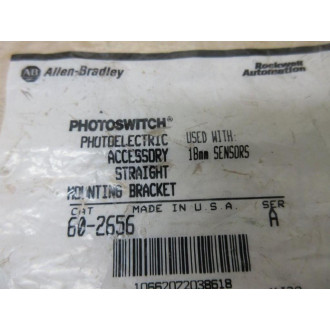 AB Allen-Bradley
Rockwell
Automation
PHOTOSWITCH®
PHOTOELECTRIC USED WITH:
ACCESSORY 18mm SENSORS
STRAIGHT
MOUNTING BRACKET
CAT MADE IN U.S.A. SER
60-2656 A
10662072038618